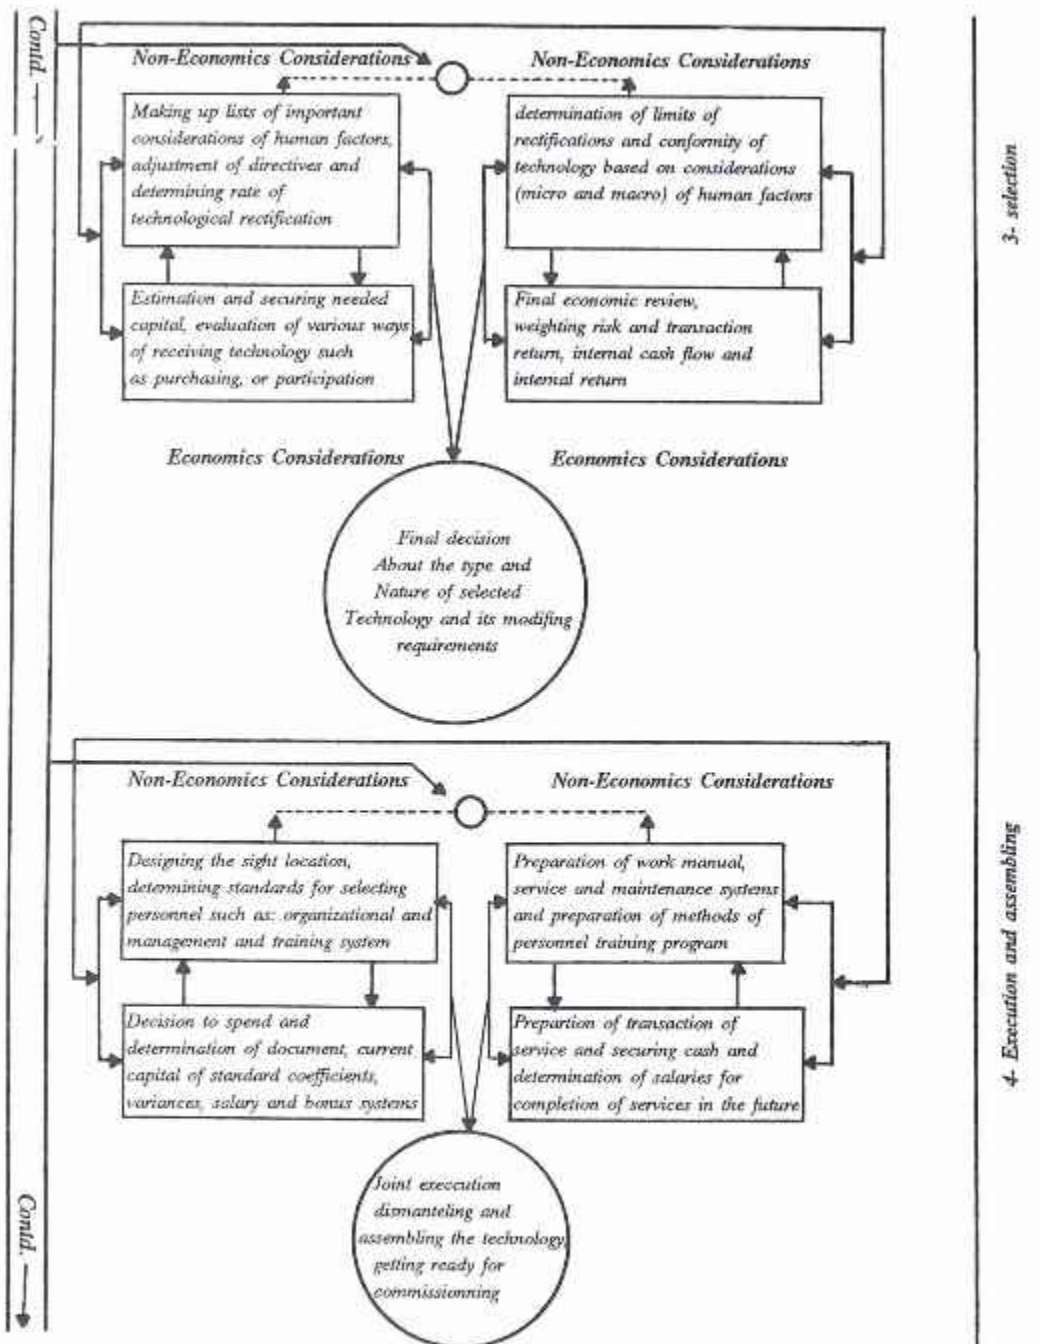 Contd.
Non-Economics Considerations
Non-Economics Considerations
Making up lists of important
considerations of human factors,
adjustment of directives and
determining rate of
technological rectification
determination of limits of
rectifications and conformity of
technology based on considerations
(micro and macro) of human factors
Estimation and securing needed
capital, evaluation of various ways
of receiving technology such
as purchasing, or participation
Final economic review,
weighting risk and transaction
return, internal cash flow and
internal return
Economics Considerations
Economics Considerations
Final decision
About the type and
Nature of selected
Technology and its modifing
requirements
3- selection
Non-Economics Considerations
Non-Economics Considerations
Designing the sight location,
determining standards for selecting
personnel such as: organizational and
management and training system
Preparation of work manual,
service and maintenance systems
and preparation of methods of
personnel training program
Decision to spend and
determination of document, current
capital of standard coefficients,
variances, salary and bonus systems
Prepartion of transaction of
service and securing cash and
determination of salaries for
completion of services in the future
Joint execcution
dismanteling and
assembling the technology,
getting ready for
commissionning
4- Execution and assembling
Contd.